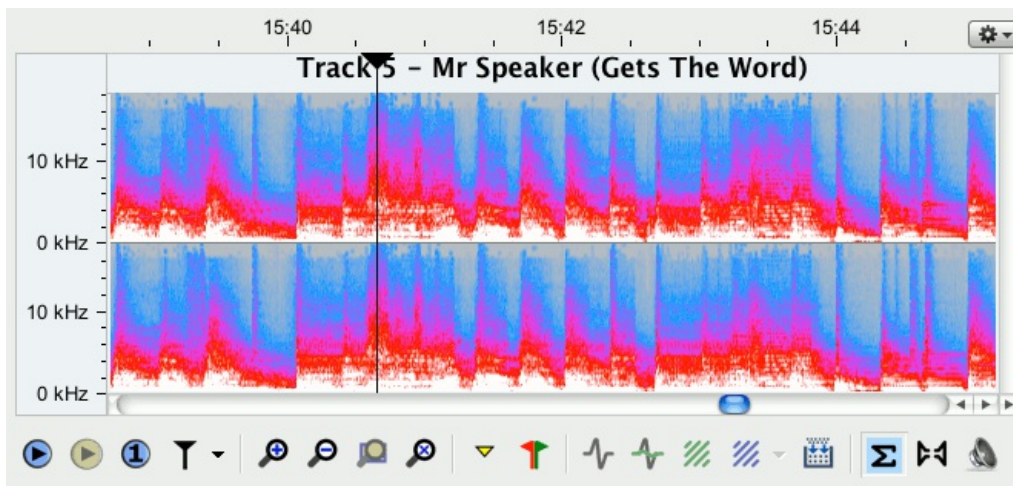 15:40 15:42 15:44
Track 5 – Mr Speaker (Gets The Word)
10 kHz
0 kHz
10 kHz
0 kHz
1
Σ